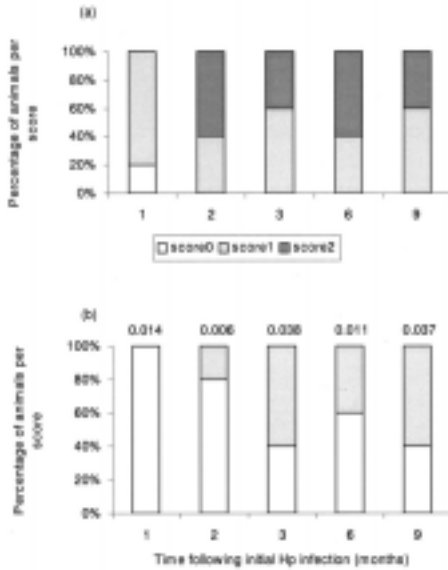 (a)
Percentage of animals per score
100%
80%
60%
40%
20%
0%
1 2 3 6 9
score0 score1 score2
(b)
0.014 0.006 0.038 0.011 0.037
Percentage of animals per score
100%
80%
60%
40%
20%
0%
1 2 3 6 9
Time following initial Hp infection (months)